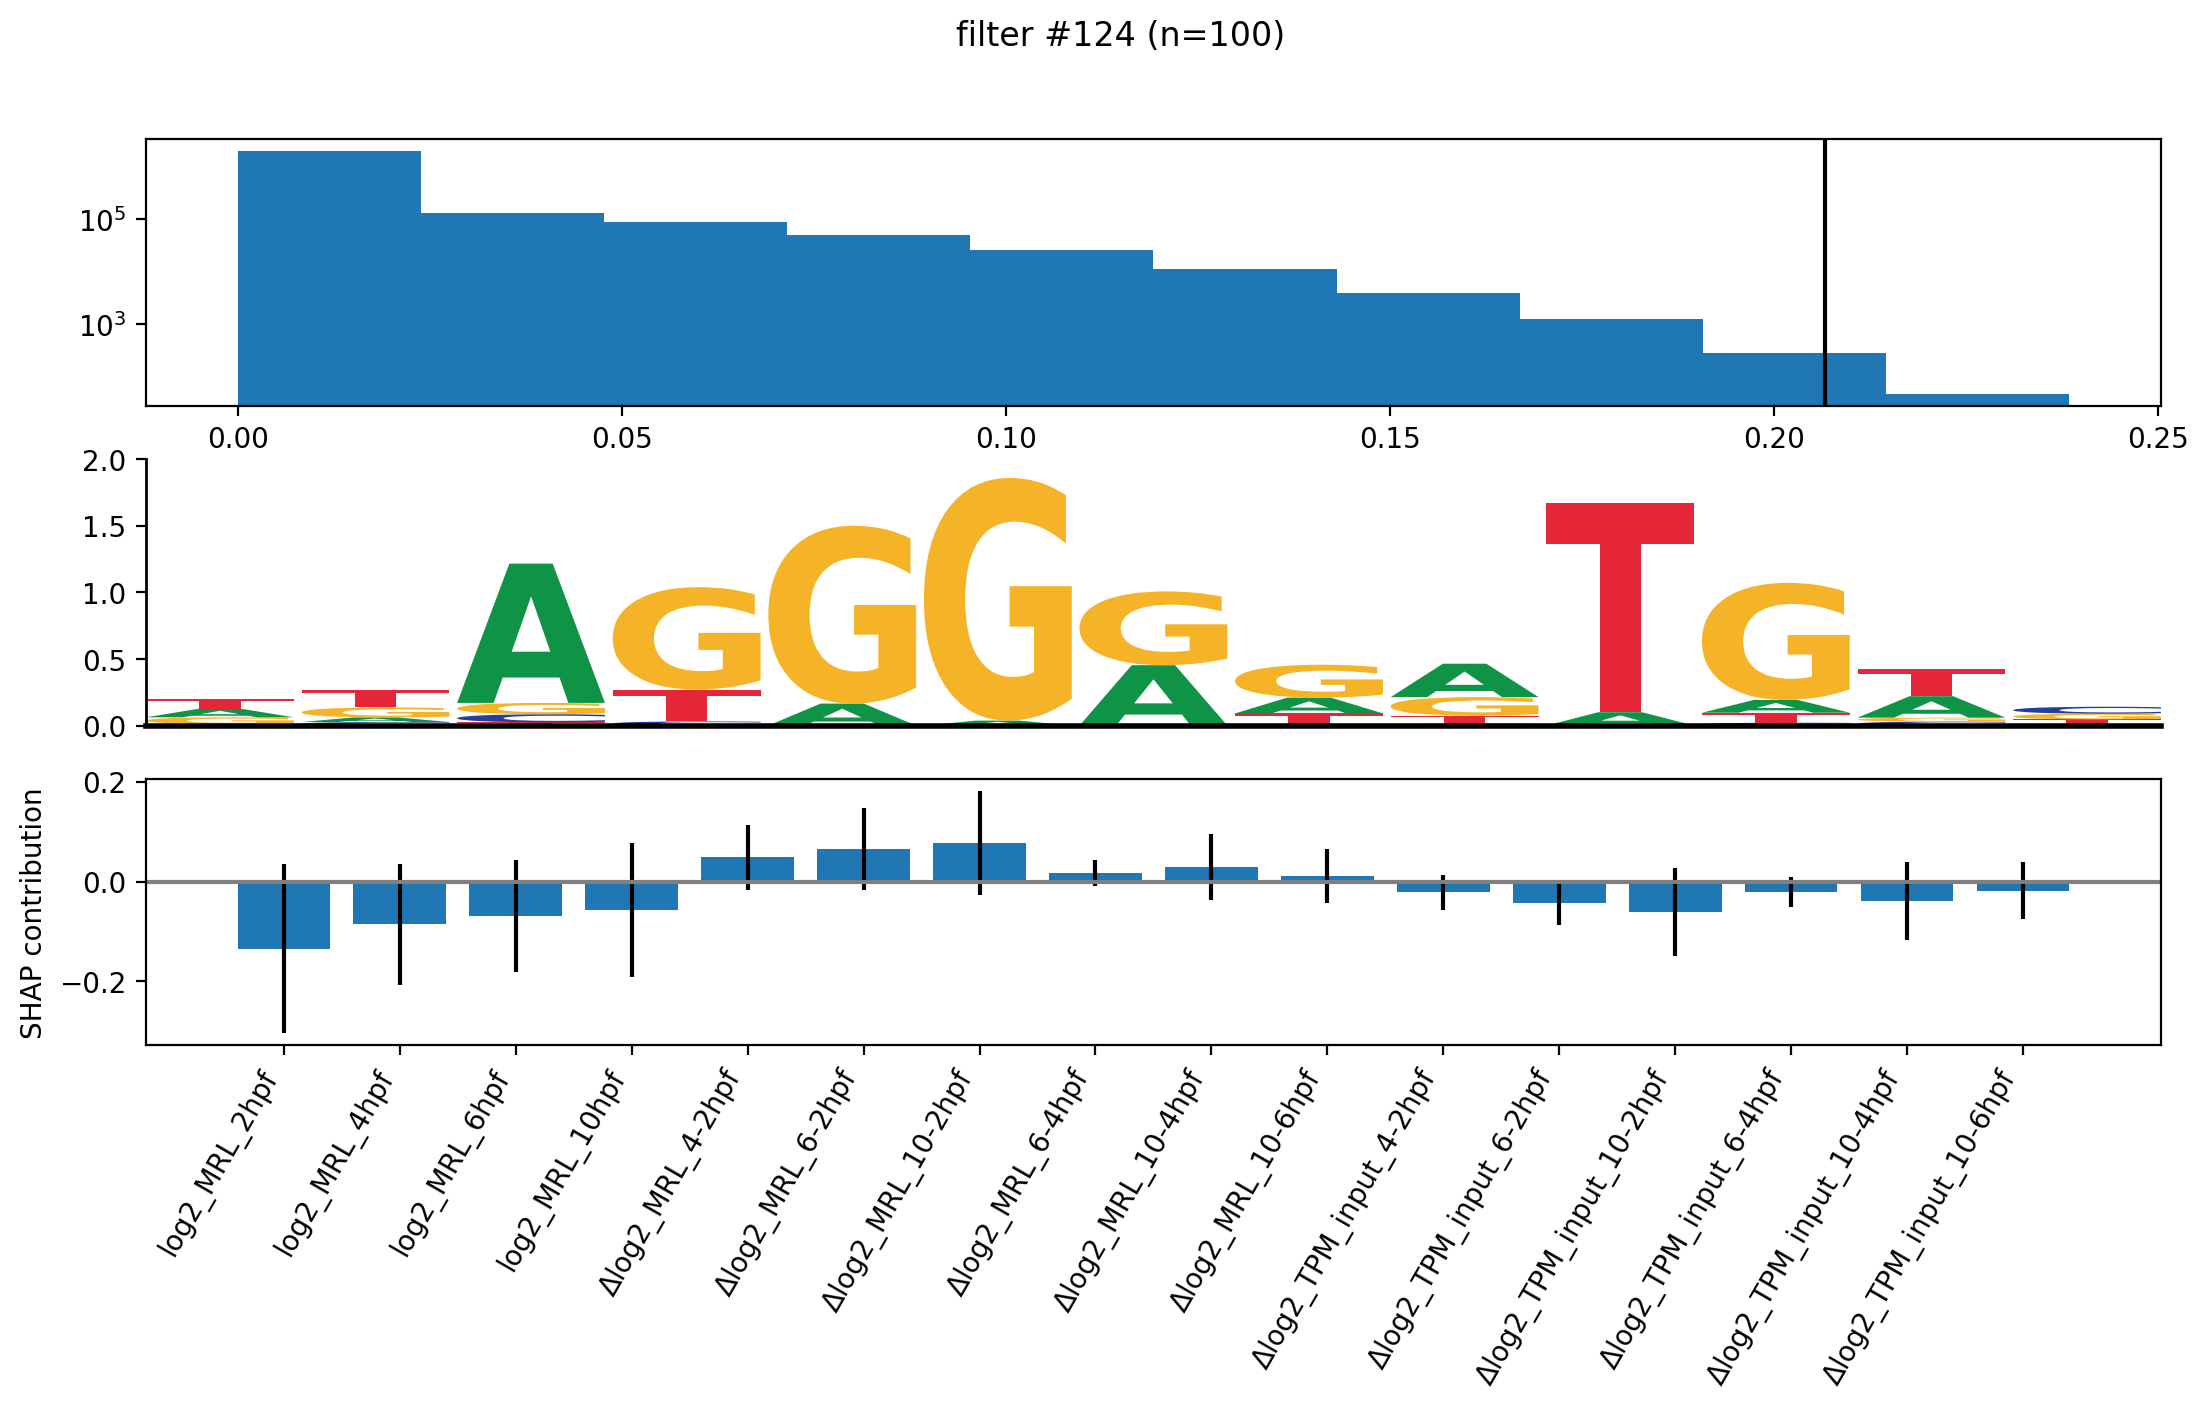 filter #124 (n=100)
10^5
10^3
0.00 0.05 0.10 0.15 0.20 0.25
2.0
1.5
1.0
0.5
0.0
0.2
0.0
−0.2
SHAP contribution
log2_MRL_2hpf
log2_MRL_4hpf
log2_MRL_6hpf
log2_MRL_10hpf
Δlog2_MRL_4-2hpf
Δlog2_MRL_6-2hpf
Δlog2_MRL_10-2hpf
Δlog2_MRL_6-4hpf
Δlog2_MRL_10-4hpf
Δlog2_MRL_10-6hpf
Δlog2_TPM_input_4-2hpf
Δlog2_TPM_input_6-2hpf
Δlog2_TPM_input_10-2hpf
Δlog2_TPM_input_6-4hpf
Δlog2_TPM_input_10-4hpf
Δlog2_TPM_input_10-6hpf